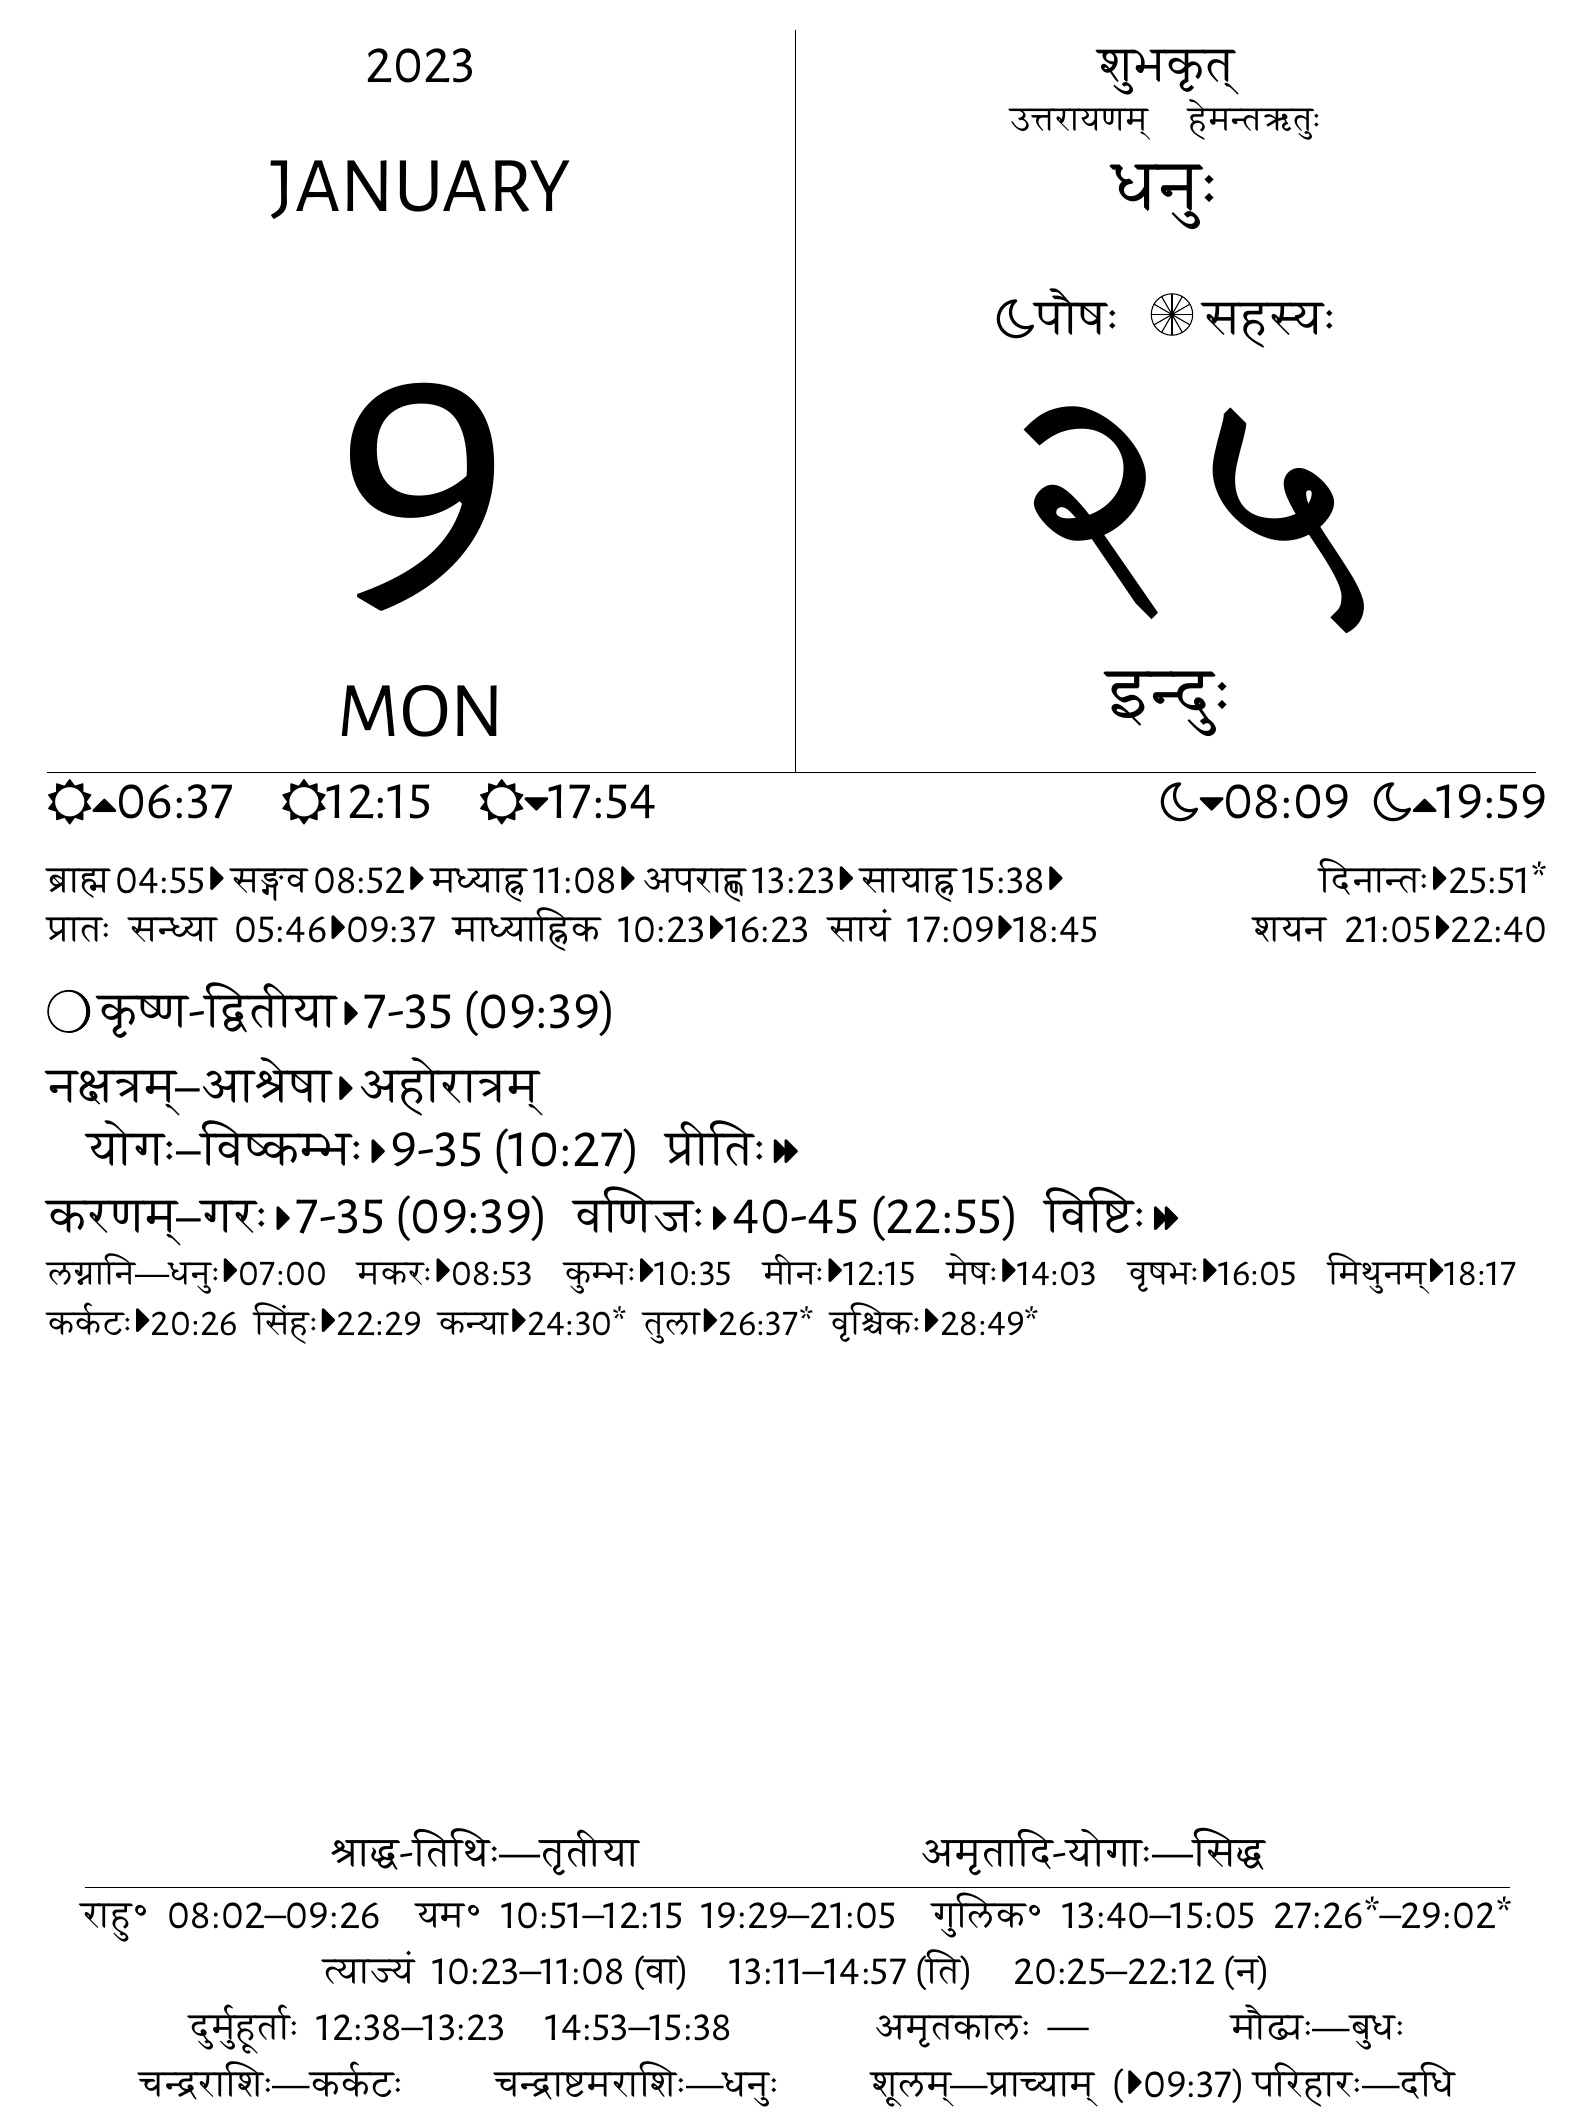 2023
JANUARY
9
MON
शुभकृत्
उत्तरायणम् हेमन्तऋतुः
धनुः
पौषः सहस्यः
२५
इन्दुः
06:37 12:15 17:54 08:09 19:59
ब्राह्म 04:55 सङ्गव 08:52 मध्याह्न 11:08 अपराह्ण 13:23 सायाह्न 15:38 दिनान्तः 25:51*
प्रातः सन्ध्या 05:46 09:37 माध्याह्निक 10:23 16:23 सायं 17:09 18:45 शयन 21:05 22:40
कृष्ण-द्वितीया 7-35 (09:39)
नक्षत्रम्–आश्रेषा अहोरात्रम्
योगः–विष्कम्भः 9-35 (10:27) प्रीतिः
करणम्–गरः 7-35 (09:39) वणिजः 40-45 (22:55) विष्टिः
लग्नानि—धनुः 07:00 मकरः 08:53 कुम्भः 10:35 मीनः 12:15 मेषः 14:03 वृषभः 16:05 मिथुनम् 18:17
कर्कटः 20:26 सिंहः 22:29 कन्या 24:30* तुला 26:37* वृश्चिकः 28:49*
श्राद्ध-तिथिः—तृतीया अमृतादि-योगाः—सिद्ध
राहु॰ 08:02–09:26 यम॰ 10:51–12:15 19:29–21:05 गुलिक॰ 13:40–15:05 27:26*–29:02*
त्याज्यं 10:23–11:08 (वा) 13:11–14:57 (ति) 20:25–22:12 (न)
दुर्मुहूर्ताः 12:38–13:23 14:53–15:38 अमृतकालः — मौढ्यः—बुधः
चन्द्रराशिः—कर्कटः चन्द्राष्टमराशिः—धनुः शूलम्—प्राच्याम् (09:37) परिहारः—दधि